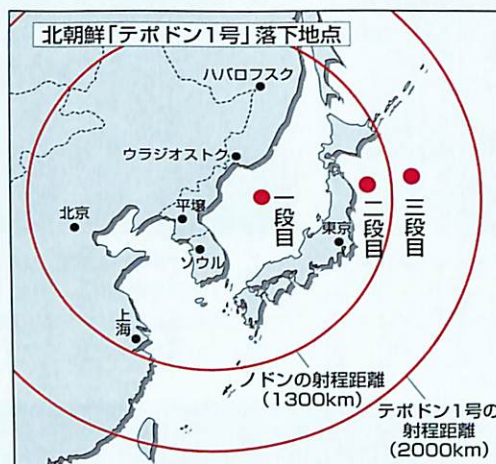 北朝鮮「テポドン1号」落下地点
ハバロフスク
ウラジオストク
北京
平壌
ソウル
上海
東京
一段目
二段目
三段目
ノドンの射程距離
(1300km)
テポドン1号の
射程距離
(2000km)